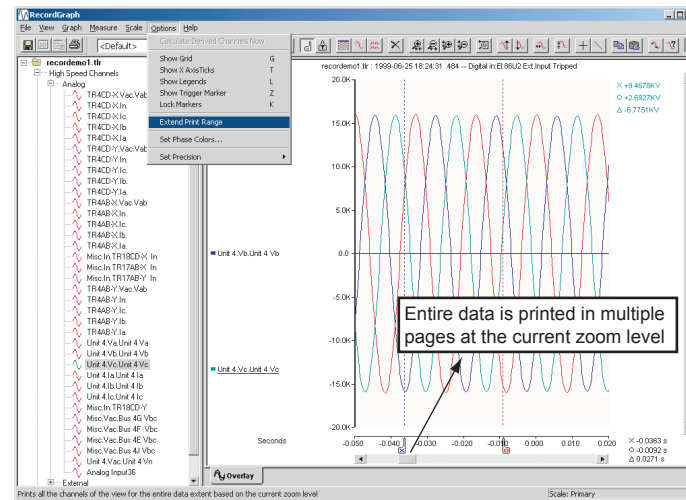 RecordGraph
File View Graph Measure Scale Options Help
<Default>
Calculate Derived Channels Now
Show Grid G
Show X AxisTicks T
Show Legends L
Show Trigger Marker Z
Lock Markers K
Extend Print Range
Set Phase Colors...
Set Precision
recordemo1.tlr
High Speed Channels
Analog
TR4CD-X.Vac.Vab
TR4CD-X.In.
TR4CD-X.Ic.
TR4CD-X.Ib.
TR4CD-X.Ia.
TR4CD-Y.Vac.Vab
TR4CD-Y.In.
TR4CD-Y.Ic.
TR4CD-Y.Ib.
TR4CD-Y.Ia.
TR4AB-X.Vac.Vab
TR4AB-X.In.
TR4AB-X.Ic.
TR4AB-X.Ib.
TR4AB-X.Ia.
Misc.In.TR18CD-X In
Misc.In.TR17AB-X In
Misc.In.TR17AB-Y In
TR4AB-Y.Vac.Vab
TR4AB-Y.In.
TR4AB-Y.Ic.
TR4AB-Y.Ib.
TR4AB-Y.Ia.
Unit 4.Va.Unit 4 Va
Unit 4.Vb.Unit 4 Vb
Unit 4.Vc.Unit 4 Vc
Unit 4.Ia.Unit 4 Ia
Unit 4.Ib.Unit 4 Ib
Unit 4.Ic.Unit 4 Ic
Misc.In.TR18CD-Y
Misc.Vac.Bus 4G Vbc
Misc.Vac.Bus 4F Vbc
Misc.Vac.Bus 4E Vbc
Misc.Vac.Bus 4J Vbc
Unit 4.Vac.Unit 4 Vn
Analog Input36
External
recordemo1.tlr : 1999-06-25 18:24:31 .484 -- Digital in:El:86U2 Ext.Input Tripped
20.0K
15.0K
10.0K
5.0K
0.0
-5.0K
-10.0K
-15.0K
-20.0K
X +9.4678KV
O +2.6927KV
Δ -6.7751KV
Unit 4.Vb.Unit 4 Vb
Unit 4.Vc.Unit 4 Vc
Entire data is printed in multiple
pages at the current zoom level
Seconds
-0.050 -0.040 -0.030 -0.020 -0.010 0.000 0.010 0.020
X -0.0363 s
O -0.0092 s
Δ 0.0271 s
Overlay
Prints all the channels of the view for the entire data extent based on the current zoom level
Scale: Primary